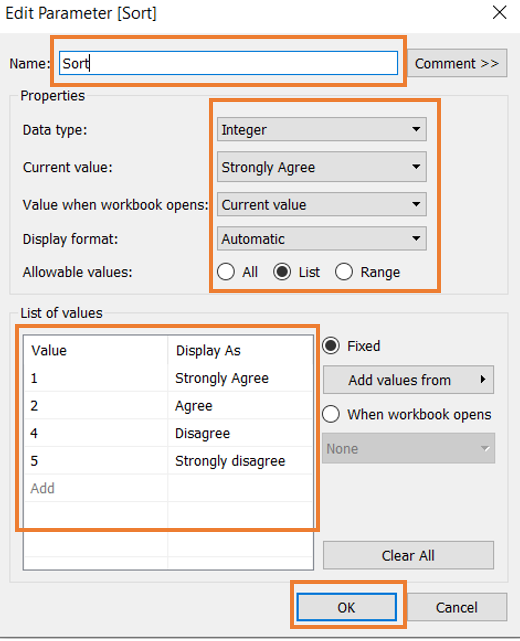 Edit Parameter [Sort]
Name: Sort Comment >>
Properties
Data type: Integer
Current value: Strongly Agree
Value when workbook opens: Current value
Display format: Automatic
Allowable values: All List Range
List of values
Value Display As
1 Strongly Agree
2 Agree
4 Disagree
5 Strongly disagree
Add
Fixed
Add values from
When workbook opens
None
Clear All
OK Cancel